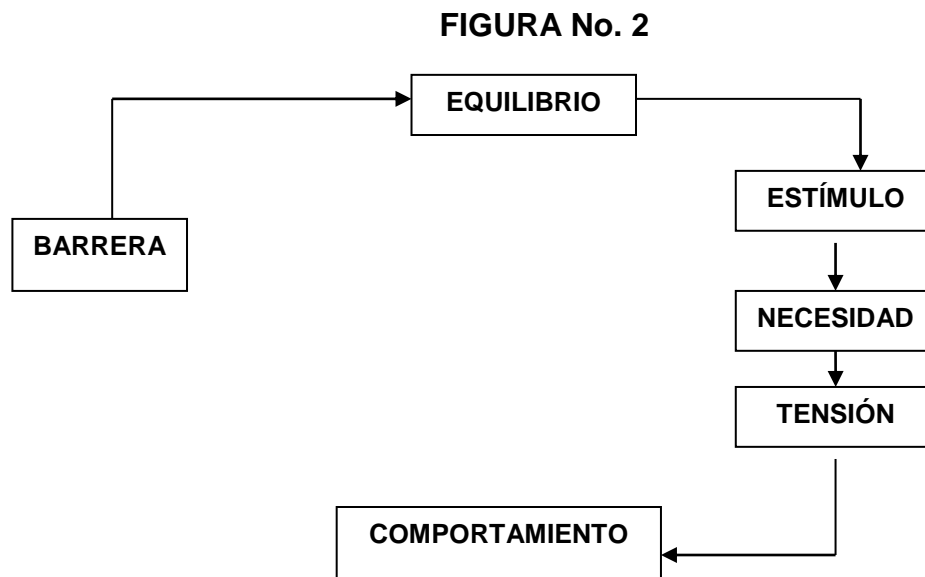 FIGURA No. 2
EQUILIBRIO
ESTÍMULO
BARRERA
NECESIDAD
TENSIÓN
COMPORTAMIENTO